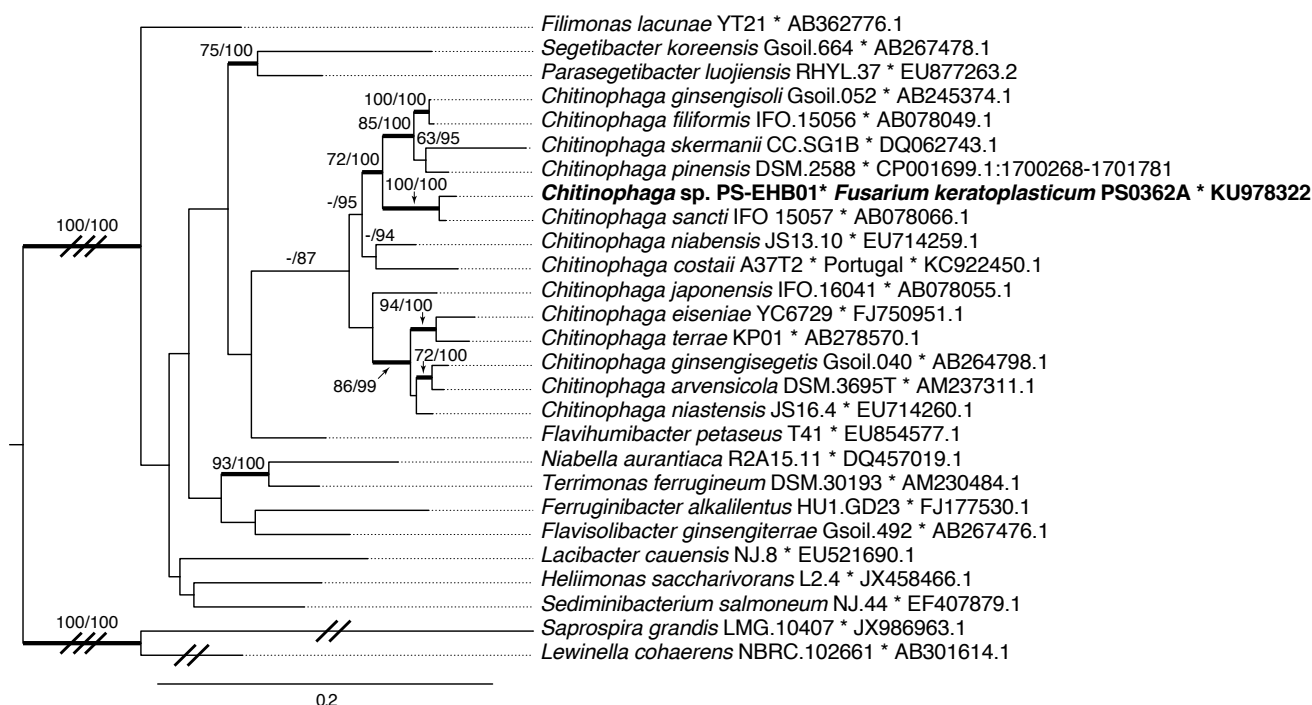 Filimonas lacunae YT21 * AB362776.1
75/100
Segetibacter koreensis Gsoil.664 * AB267478.1
Parasegetibacter luojiensis RHYL.37 * EU877263.2
100/100
Chitinophaga ginsengisoli Gsoil.052 * AB245374.1
Chitinophaga filiformis IFO.15056 * AB078049.1
85/100
63/95
Chitinophaga skermanii CC.SG1B * DQ062743.1
72/100
Chitinophaga pinensis DSM.2588 * CP001699.1:1700268-1701781
100/100
Chitinophaga sp. PS-EHB01* Fusarium keratoplasticum PS0362A * KU978322
-/95
Chitinophaga sancti IFO 15057 * AB078066.1
100/100
-/94
Chitinophaga niabensis JS13.10 * EU714259.1
-/87
Chitinophaga costaii A37T2 * Portugal * KC922450.1
Chitinophaga japonensis IFO.16041 * AB078055.1
94/100
Chitinophaga eiseniae YC6729 * FJ750951.1
Chitinophaga terrae KP01 * AB278570.1
72/100
Chitinophaga ginsengisegetis Gsoil.040 * AB264798.1
86/99
Chitinophaga arvensicola DSM.3695T * AM237311.1
Chitinophaga niastensis JS16.4 * EU714260.1
Flavihumibacter petaseus T41 * EU854577.1
93/100
Niabella aurantiaca R2A15.11 * DQ457019.1
Terrimonas ferrugineum DSM.30193 * AM230484.1
Ferruginibacter alkalilentus HU1.GD23 * FJ177530.1
Flavisolibacter ginsengiterrae Gsoil.492 * AB267476.1
Lacibacter cauensis NJ.8 * EU521690.1
Heliimonas saccharivorans L2.4 * JX458466.1
Sediminibacterium salmoneum NJ.44 * EF407879.1
100/100
Saprospira grandis LMG.10407 * JX986963.1
Lewinella cohaerens NBRC.102661 * AB301614.1
0.2